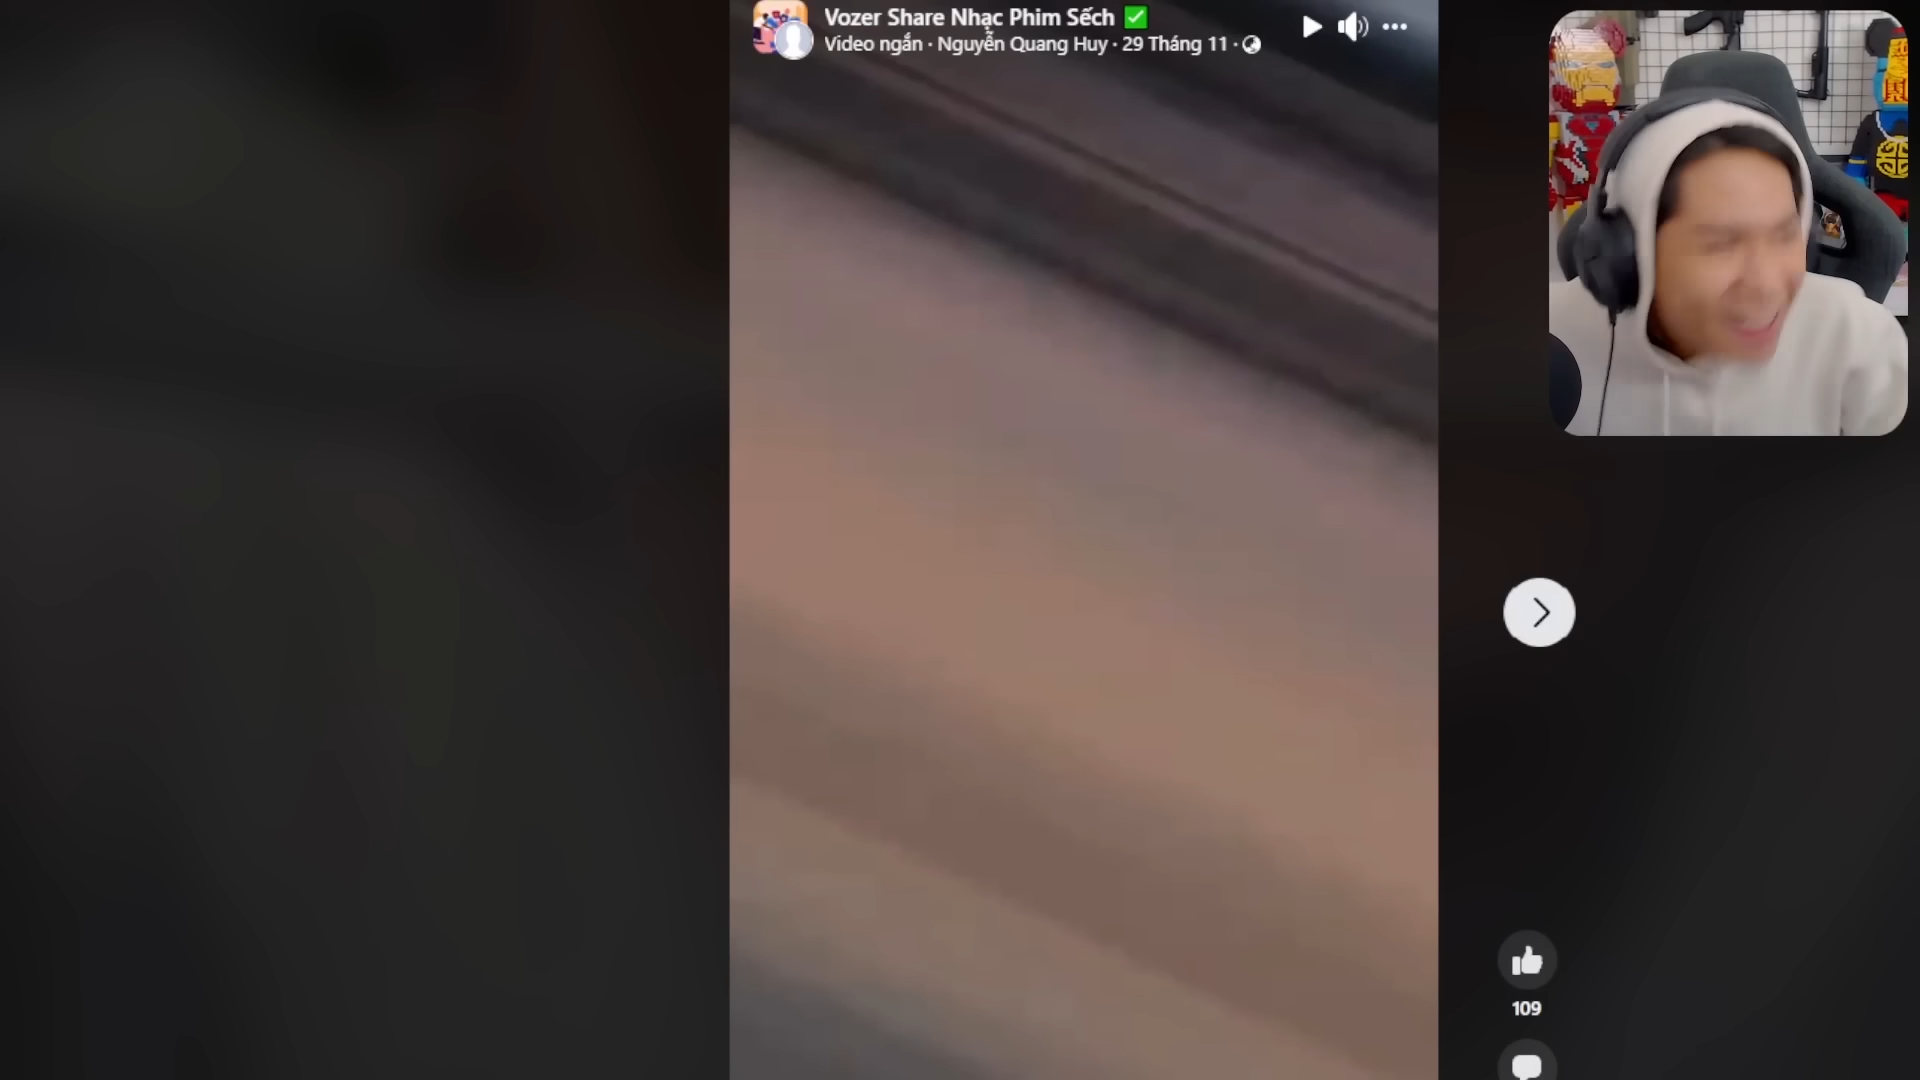 Vozer Share Nhạc Phim Sếch
Video ngắn · Nguyễn Quang Huy · 29 Tháng 11 ·
109